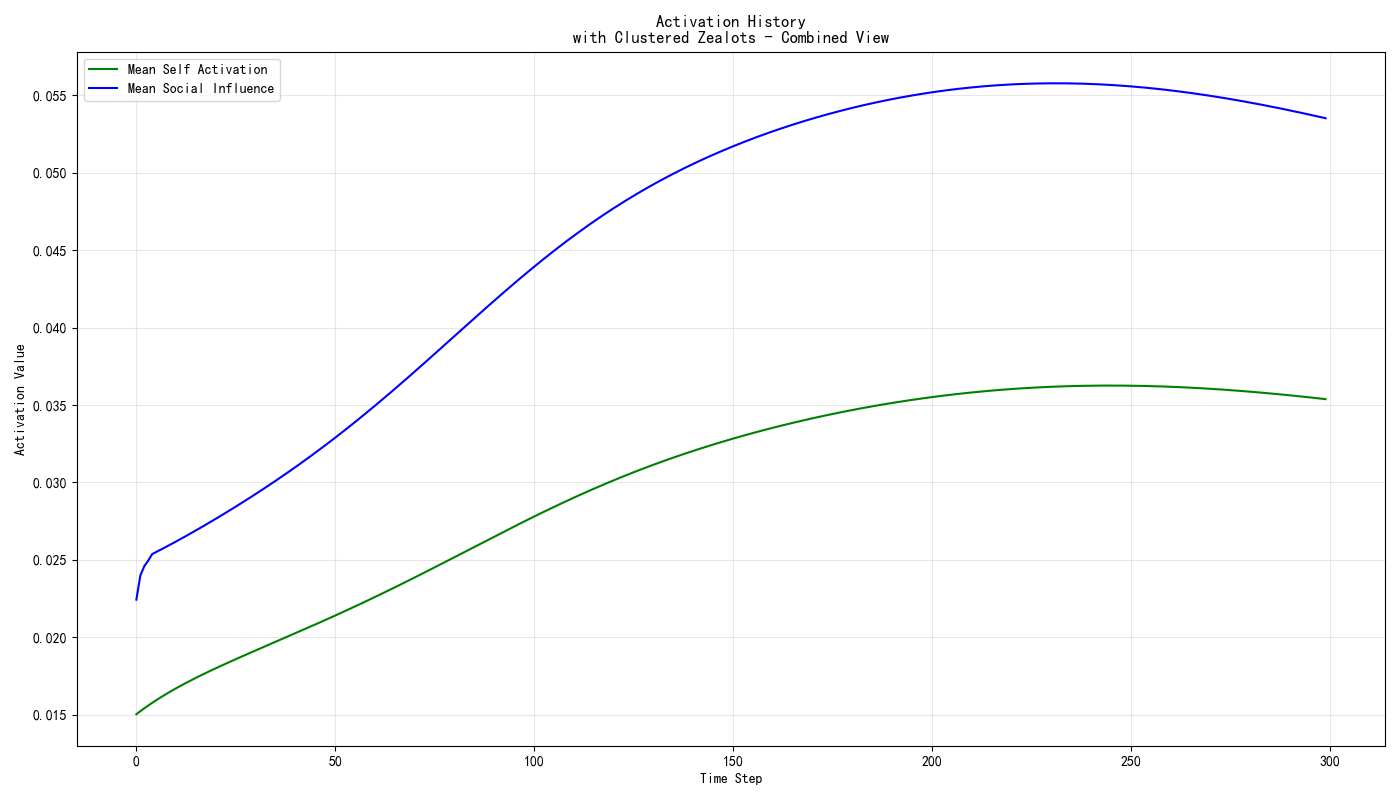 Activation History
with Clustered Zealots - Combined View
Mean Self Activation
Mean Social Influence
0.055
0.050
0.045
0.040
0.035
0.030
0.025
0.020
0.015
Activation Value
0 50 100 150 200 250 300
Time Step